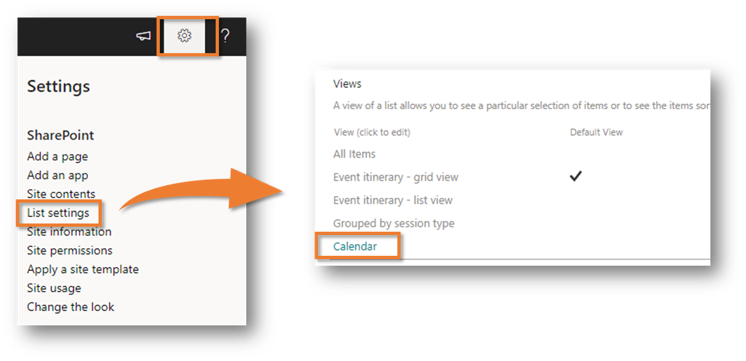 ?
Settings
SharePoint
Add a page
Add an app
Site contents
List settings
Site information
Site permissions
Apply a site template
Site usage
Change the look
Views
A view of a list allows you to see a particular selection of items or to see the items sor
View (click to edit) Default View
All Items
Event itinerary - grid view
Event itinerary - list view
Grouped by session type
Calendar